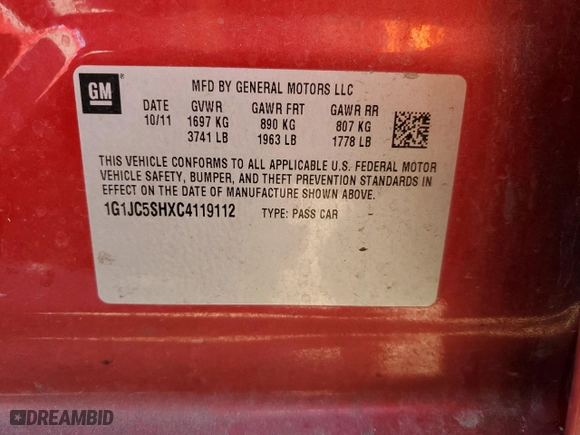 GM
MFD BY GENERAL MOTORS LLC
DATE GVWR GAWR FRT GAWR RR
10/11 1697 KG 890 KG 807 KG
3741 LB 1963 LB 1778 LB
THIS VEHICLE CONFORMS TO ALL APPLICABLE U.S. FEDERAL MOTOR
VEHICLE SAFETY, BUMPER, AND THEFT PREVENTION STANDARDS IN
EFFECT ON THE DATE OF MANUFACTURE SHOWN ABOVE.
1G1JC5SHXC4119112 TYPE: PASS CAR
DREAMBID